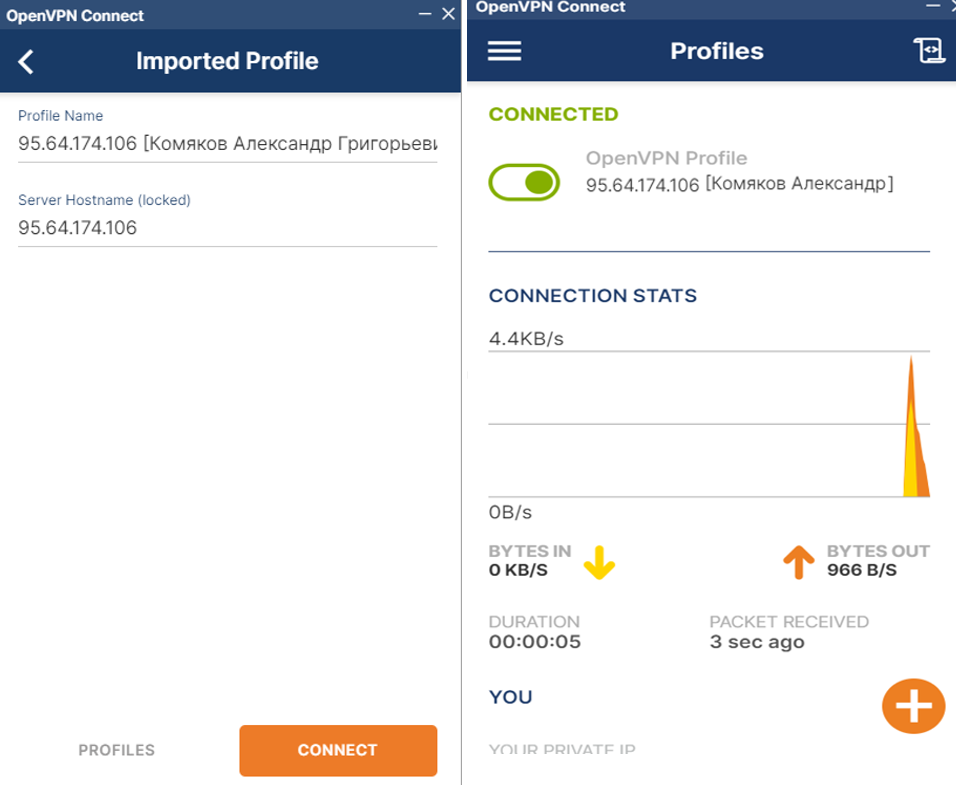 OpenVPN Connect
Imported Profile
Profile Name
95.64.174.106 [Комяков Александр Григорьеви
Server Hostname (locked)
95.64.174.106
PROFILES
CONNECT
OpenVPN Connect
Profiles
CONNECTED
OpenVPN Profile
95.64.174.106 [Комяков Александр]
CONNECTION STATS
4.4KB/s
0B/s
BYTES IN
0 KB/S
BYTES OUT
966 B/S
DURATION
00:00:05
PACKET RECEIVED
3 sec ago
YOU
YOUR PRIVATE IP